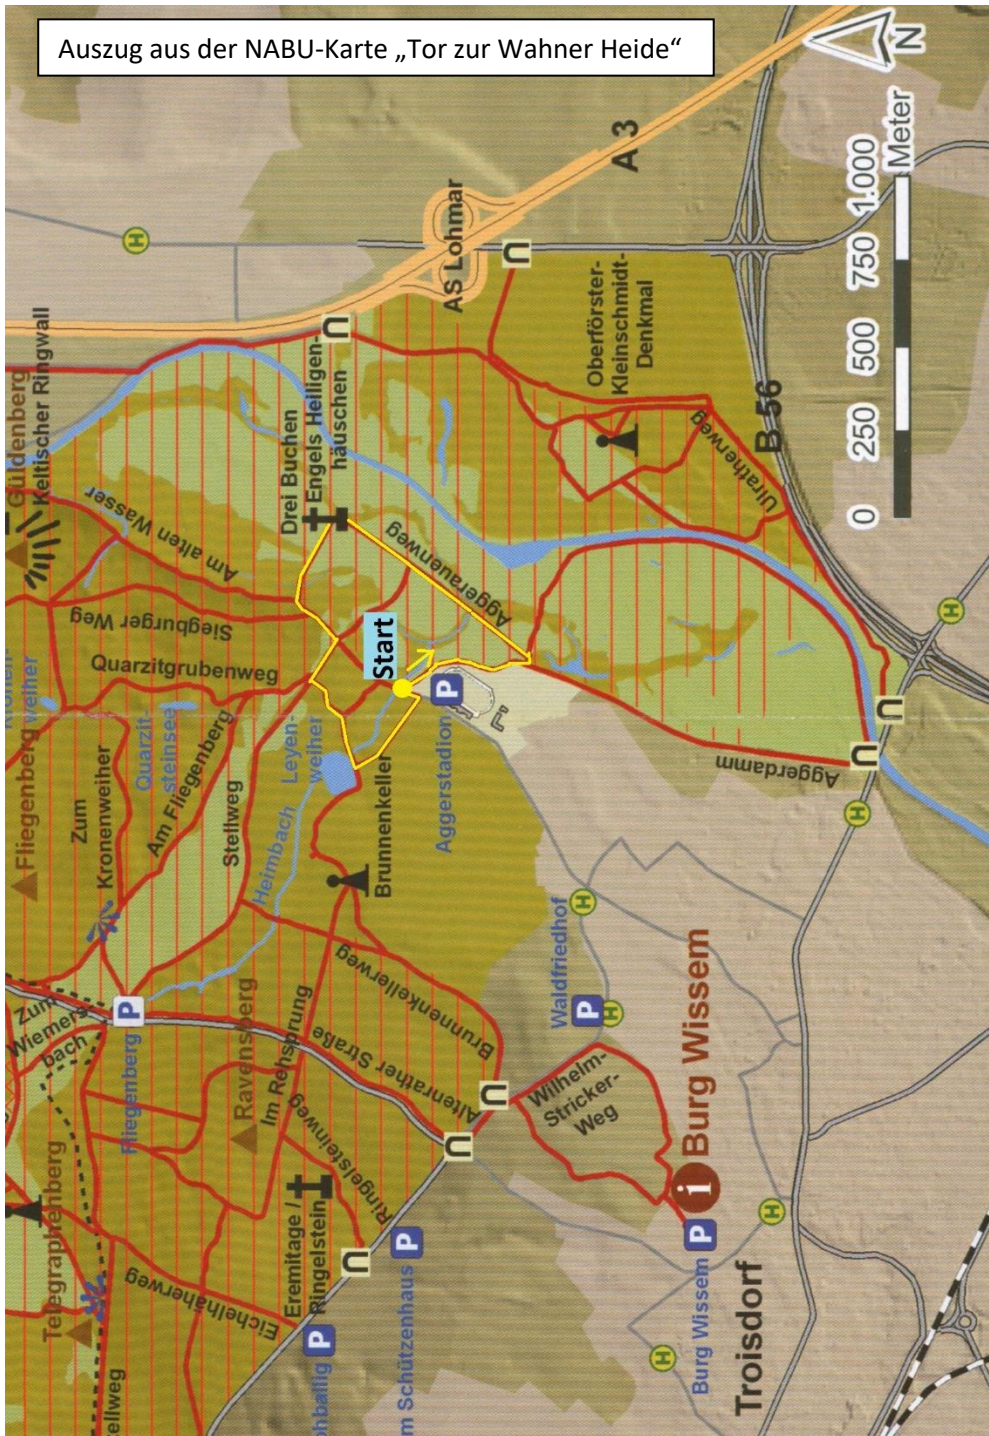 Auszug aus der NABU-Karte „Tor zur Wahner Heide“
N
Meter
0 250 500 750 1.000
A 3
AS Lohmar
B 56
H
H
H
H
H
H
H
Güldenberg
Keltischer Ringwall
Drei Buchen
Engels Heiligen-
häuschen
Oberförster-
Kleinschmidt-
Denkmal
Ulratherweg
Am alten Wasser
Siegburger Weg
Quarzitgrubenweg
Aggerauenweg
Start
P
Aggerstadion
Aggerdamm
Fliegenberg
weiher
Quarzit-
steinsee
Zum
Kronenweiher
Am Fliegenberg
Stellweg
Leyen-
weiher
Heimbach
Brunnenkeller
Brunnenkellerweg
Zum
Wiemers-
bach
P
Fliegenberg
Ravensberg
Im Rehsprung
Altenrather Straße
Ringelsteinweg
Eremitage /
Ringelstein
Telegraphenberg
Eichelhäherweg
P
P
m Schützenhaus
Waldfriedhof
P
Wilhelm-
Stricker-
Weg
i
Burg Wissem
P
Burg Wissem
Troisdorf
ellweg